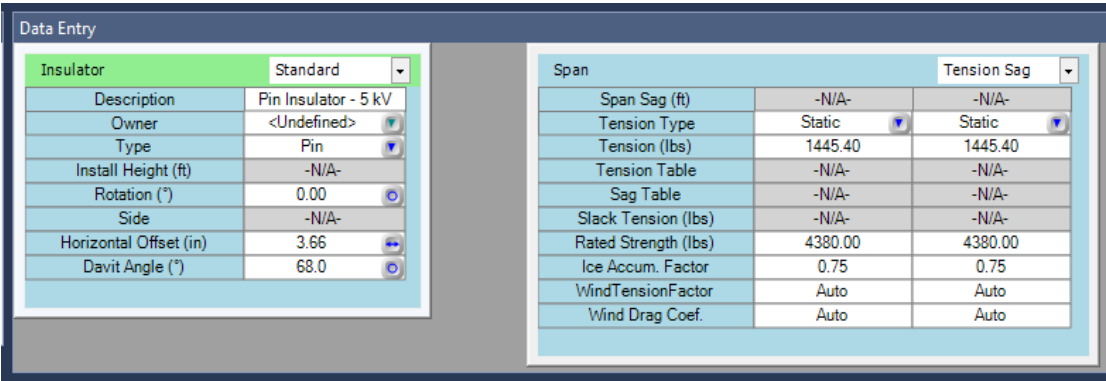 Data Entry
Insulator Standard
Description Pin Insulator - 5 kV
Owner <Undefined>
Type Pin
Install Height (ft) -N/A-
Rotation (°) 0.00
Side -N/A-
Horizontal Offset (in) 3.66
Davit Angle (°) 68.0
Span Tension Sag
Span Sag (ft) -N/A- -N/A-
Tension Type Static Static
Tension (lbs) 1445.40 1445.40
Tension Table -N/A- -N/A-
Sag Table -N/A- -N/A-
Slack Tension (lbs) -N/A- -N/A-
Rated Strength (lbs) 4380.00 4380.00
Ice Accum. Factor 0.75 0.75
WindTensionFactor Auto Auto
Wind Drag Coef. Auto Auto